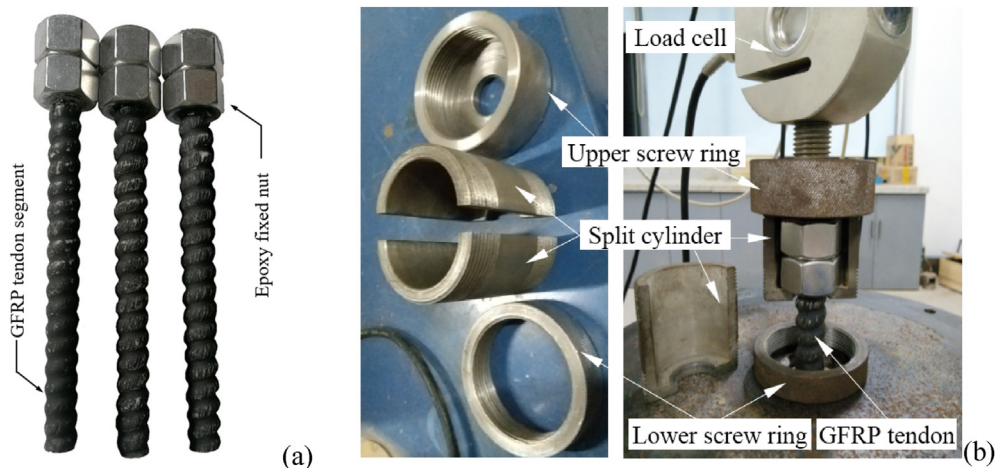 GFRP tendon segment
Epoxy fixed nut
(a)
Load cell
Upper screw ring
Split cylinder
Lower screw ring
GFRP tendon
(b)